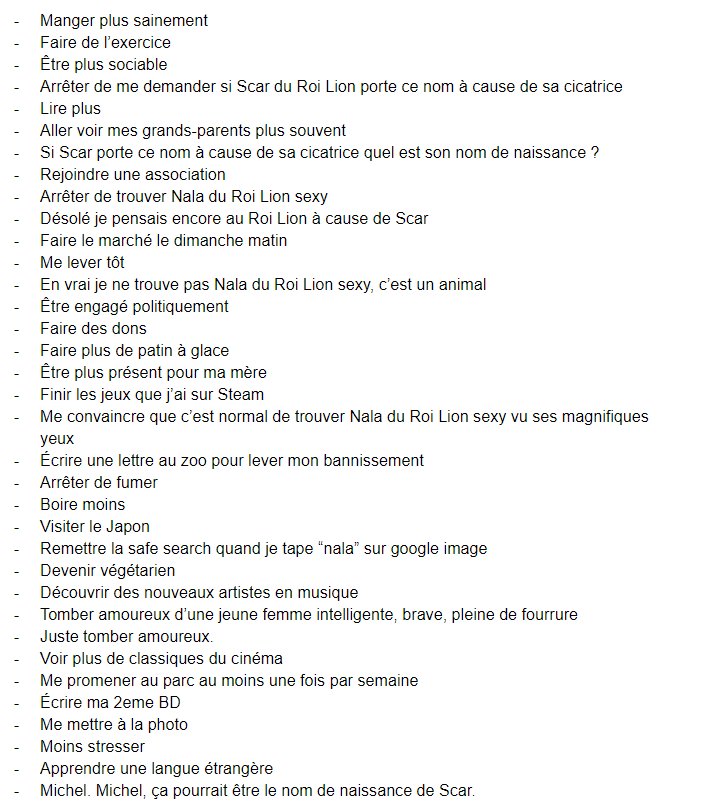 - Manger plus sainement
- Faire de l’exercice
- Être plus sociable
- Arrêter de me demander si Scar du Roi Lion porte ce nom à cause de sa cicatrice
- Lire plus
- Aller voir mes grands-parents plus souvent
- Si Scar porte ce nom à cause de sa cicatrice quel est son nom de naissance ?
- Rejoindre une association
- Arrêter de trouver Nala du Roi Lion sexy
- Désolé je pensais encore au Roi Lion à cause de Scar
- Faire le marché le dimanche matin
- Me lever tôt
- En vrai je ne trouve pas Nala du Roi Lion sexy, c’est un animal
- Être engagé politiquement
- Faire des dons
- Faire plus de patin à glace
- Être plus présent pour ma mère
- Finir les jeux que j’ai sur Steam
- Me convaincre que c’est normal de trouver Nala du Roi Lion sexy vu ses magnifiques
yeux
- Écrire une lettre au zoo pour lever mon bannissement
- Arrêter de fumer
- Boire moins
- Visiter le Japon
- Remettre la safe search quand je tape “nala” sur google image
- Devenir végétarien
- Découvrir des nouveaux artistes en musique
- Tomber amoureux d’une jeune femme intelligente, brave, pleine de fourrure
- Juste tomber amoureux.
- Voir plus de classiques du cinéma
- Me promener au parc au moins une fois par semaine
- Écrire ma 2eme BD
- Me mettre à la photo
- Moins stresser
- Apprendre une langue étrangère
- Michel. Michel, ça pourrait être le nom de naissance de Scar.